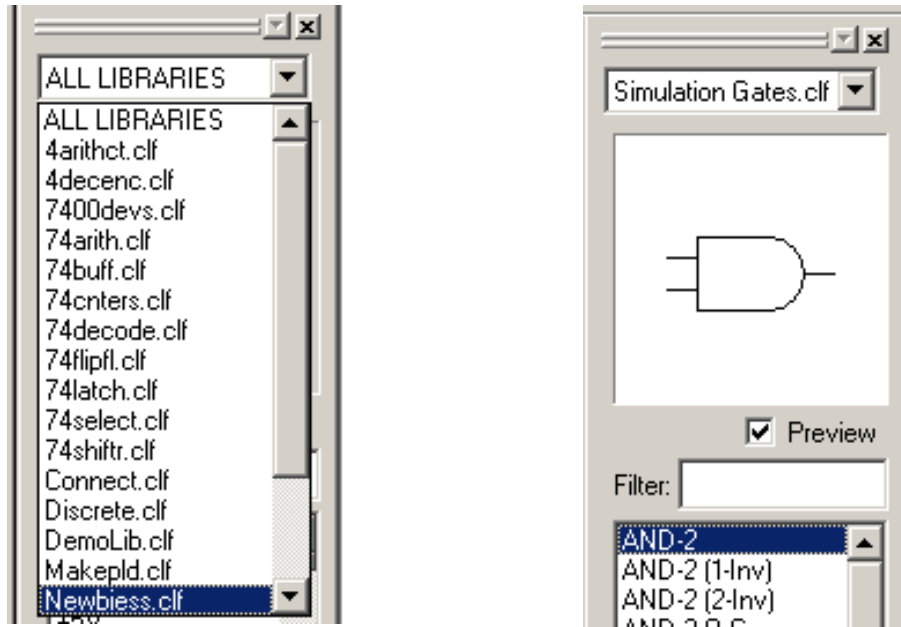 ALL LIBRARIES
ALL LIBRARIES
4arithct.clf
4decenc.clf
7400devs.clf
74arith.clf
74buff.clf
74cnters.clf
74decode.clf
74flipfl.clf
74latch.clf
74select.clf
74shiftr.clf
Connect.clf
Discrete.clf
DemoLib.clf
Makepld.clf
Newbiess.clf
Simulation Gates.clf
Preview
Filter:
AND-2
AND-2 (1-Inv)
AND-2 (2-Inv)